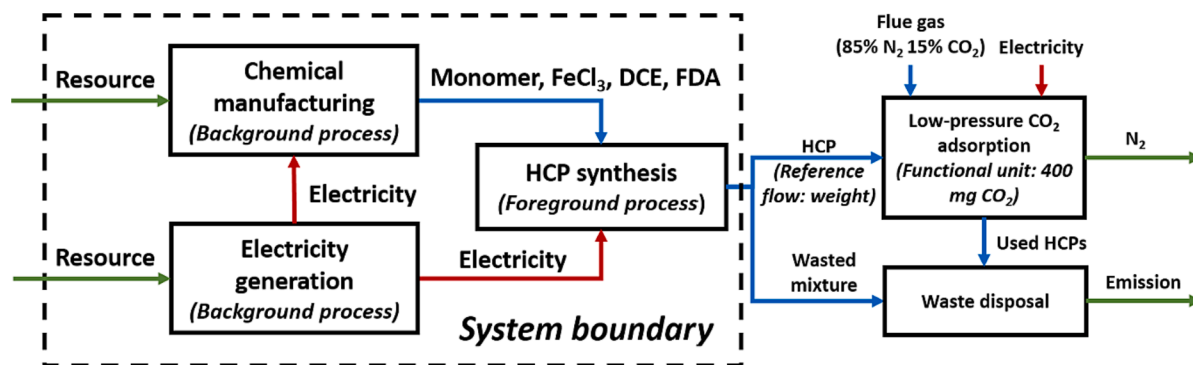 Resource
Chemical
manufacturing
(Background process)
Monomer, FeCl₃, DCE, FDA
Electricity
HCP synthesis
(Foreground process)
Resource
Electricity
generation
(Background process)
Electricity
System boundary
Flue gas
(85% N₂ 15% CO₂)
Electricity
HCP
(Reference
flow: weight)
Low-pressure CO₂
adsorption
(Functional unit: 400
mg CO₂)
N₂
Used HCPs
Wasted
mixture
Waste disposal
Emission